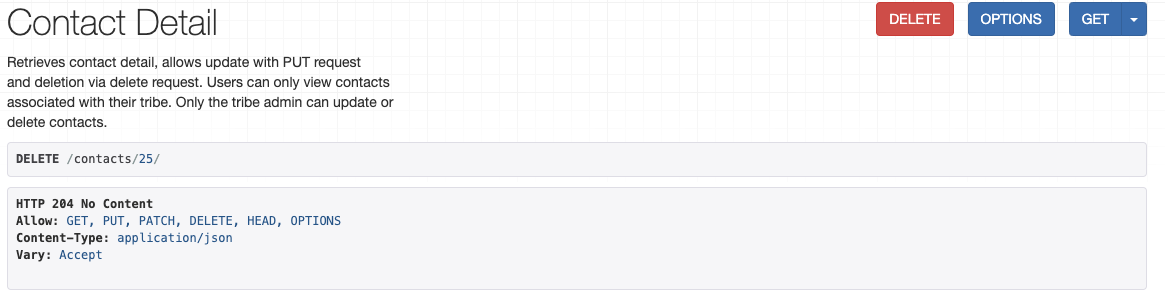 Contact Detail
DELETE
OPTIONS
GET
Retrieves contact detail, allows update with PUT request
and deletion via delete request. Users can only view contacts
associated with their tribe. Only the tribe admin can update or
delete contacts.
DELETE /contacts/25/
HTTP 204 No Content
Allow: GET, PUT, PATCH, DELETE, HEAD, OPTIONS
Content-Type: application/json
Vary: Accept